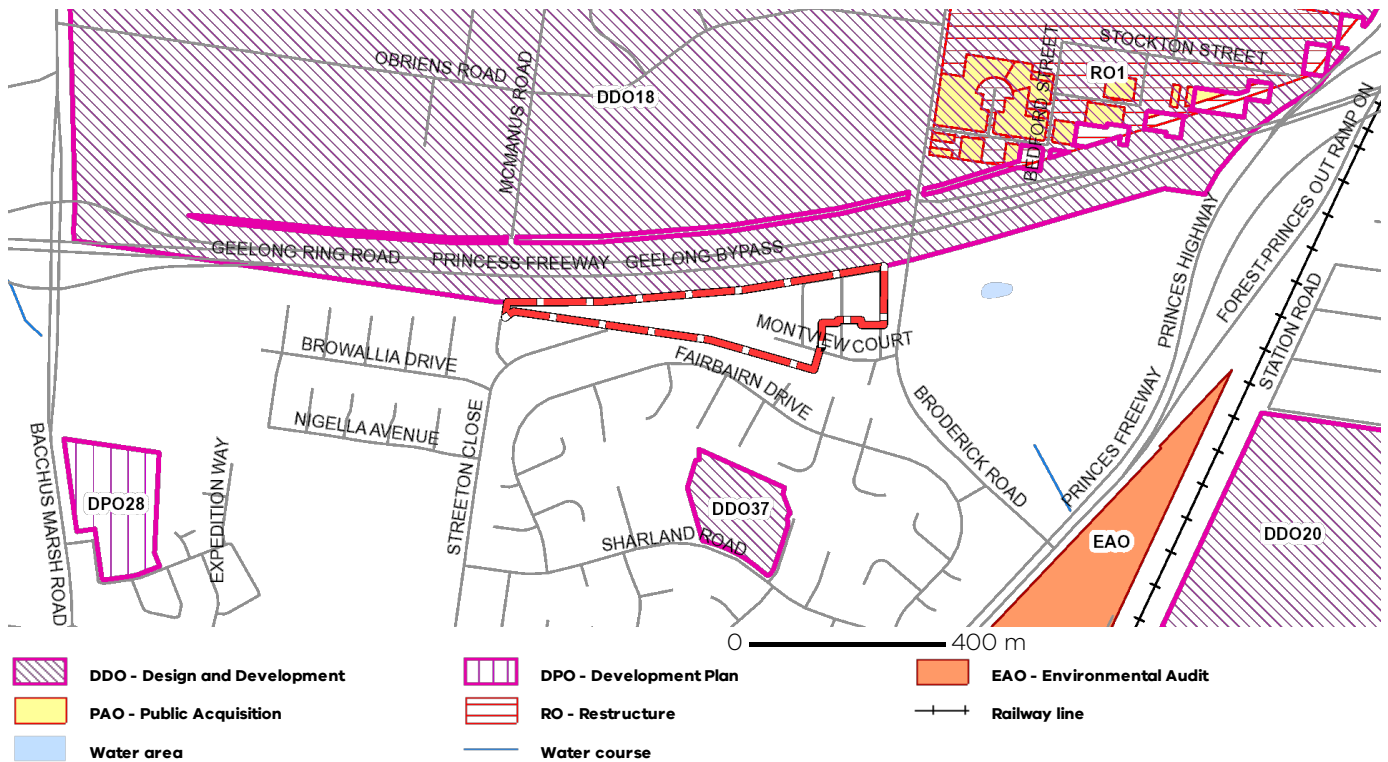 STOCKTON STREET
OBRIENS ROAD
MCMANUS ROAD
DDO18
BEDFORD STREET
RO1
FOREST-PRINCES OUT RAMP ON
GEELONG RING ROAD
PRINCESS FREEWAY
GEELONG BYPASS
PRINCES HIGHWAY
STATION ROAD
MONTVIEW COURT
BROWALLIA DRIVE
FAIRBAIRN DRIVE
NIGELLA AVENUE
STREETON CLOSE
BRODERICK ROAD
PRINCES FREEWAY
BACCHUS MARSH ROAD
DPO28
EXPEDITION WAY
DDO37
SHARLAND ROAD
EAO
DDO20
0 400 m
DDO - Design and Development
DPO - Development Plan
EAO - Environmental Audit
PAO - Public Acquisition
RO - Restructure
Railway line
Water area
Water course